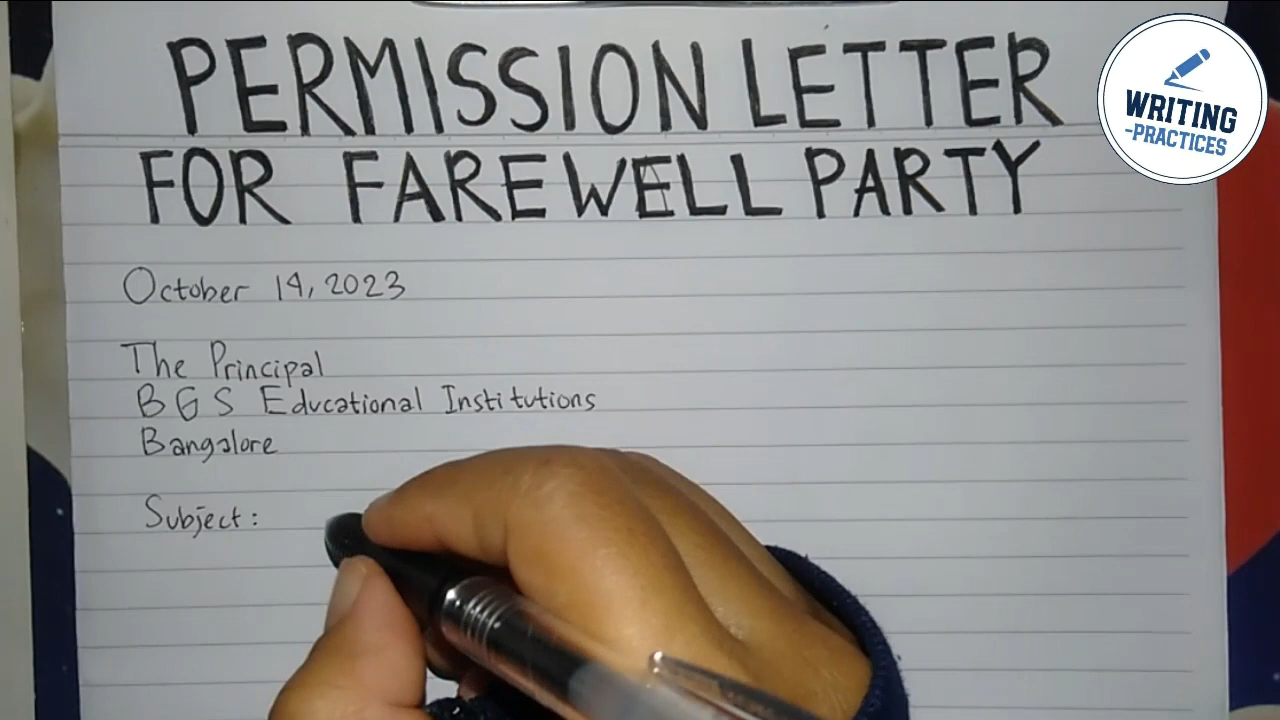 PERMISSION LETTER
FOR FAREWELL PARTY
WRITING
-PRACTICES
October 14, 2023
The Principal
BGS Educational Institutions
Bangalore
Subject: